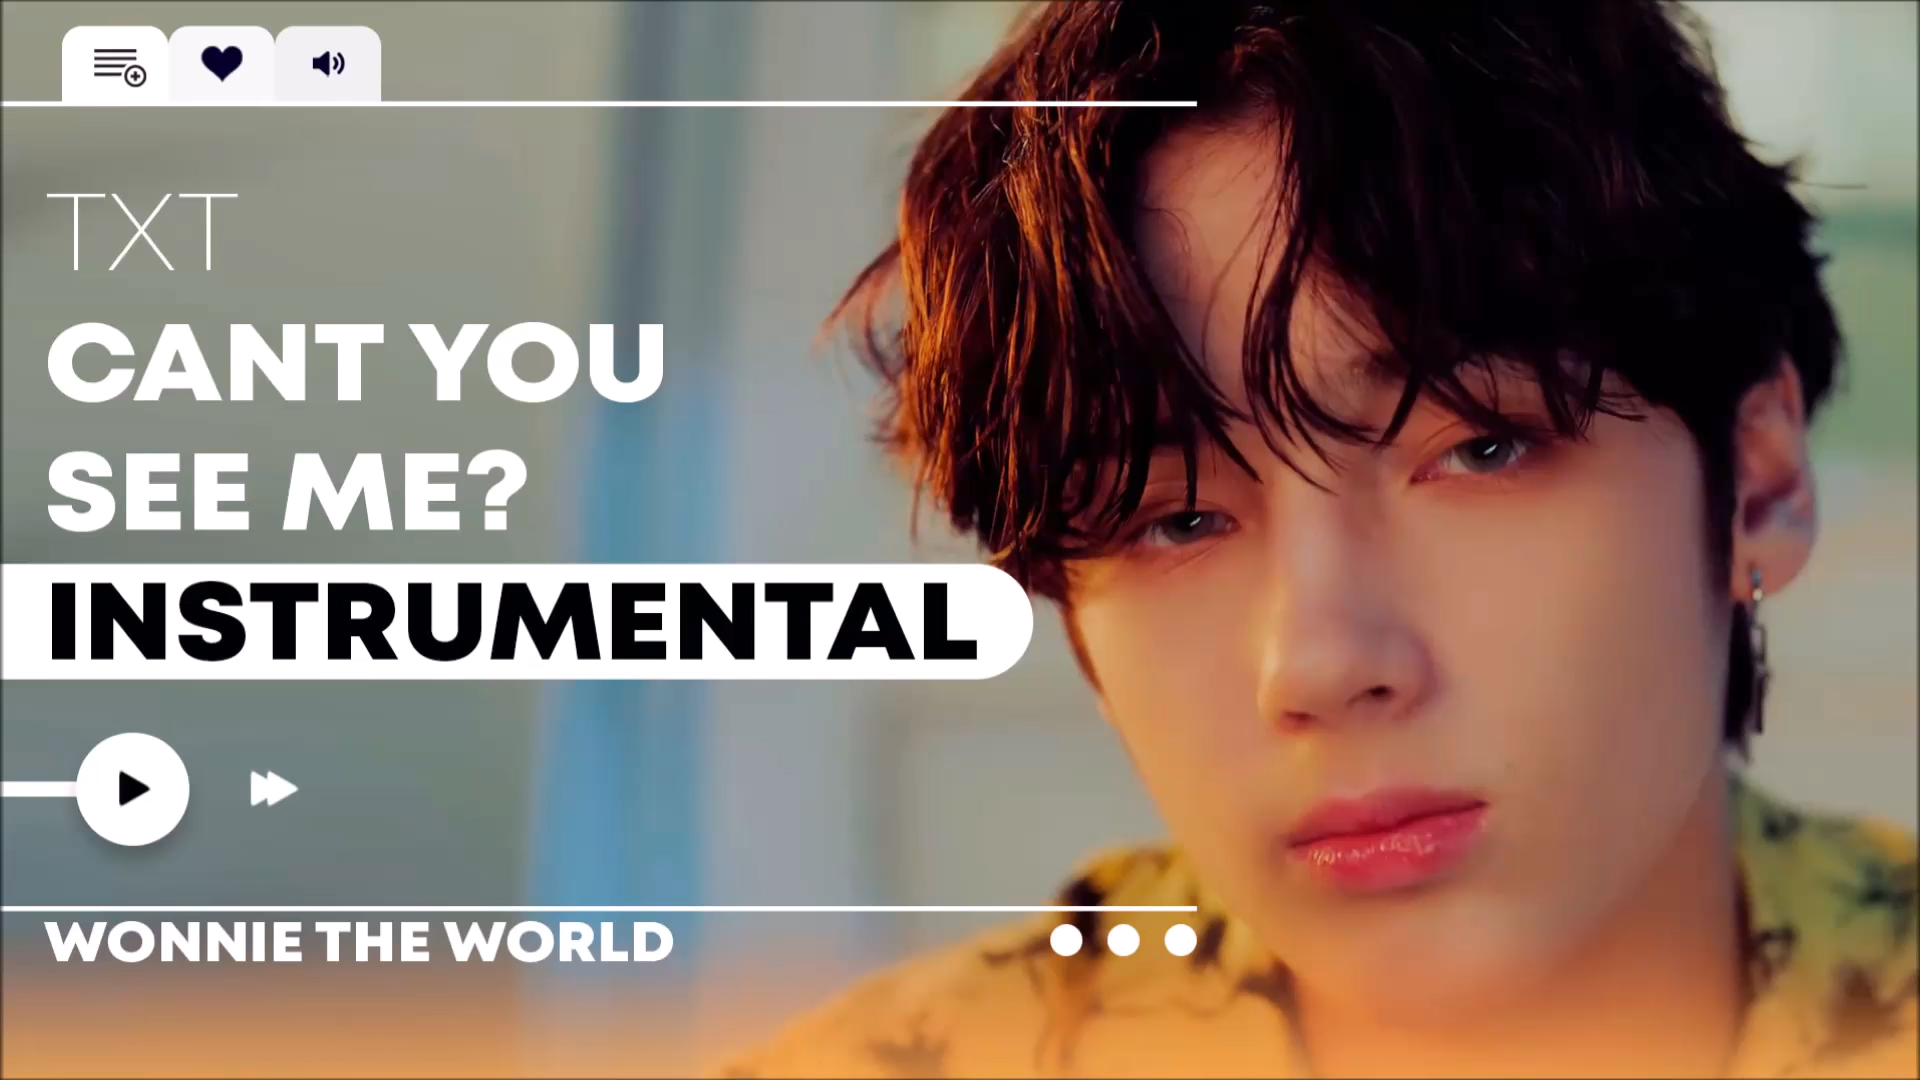 TXT
CANT YOU
SEE ME?
INSTRUMENTAL
WONNIE THE WORLD